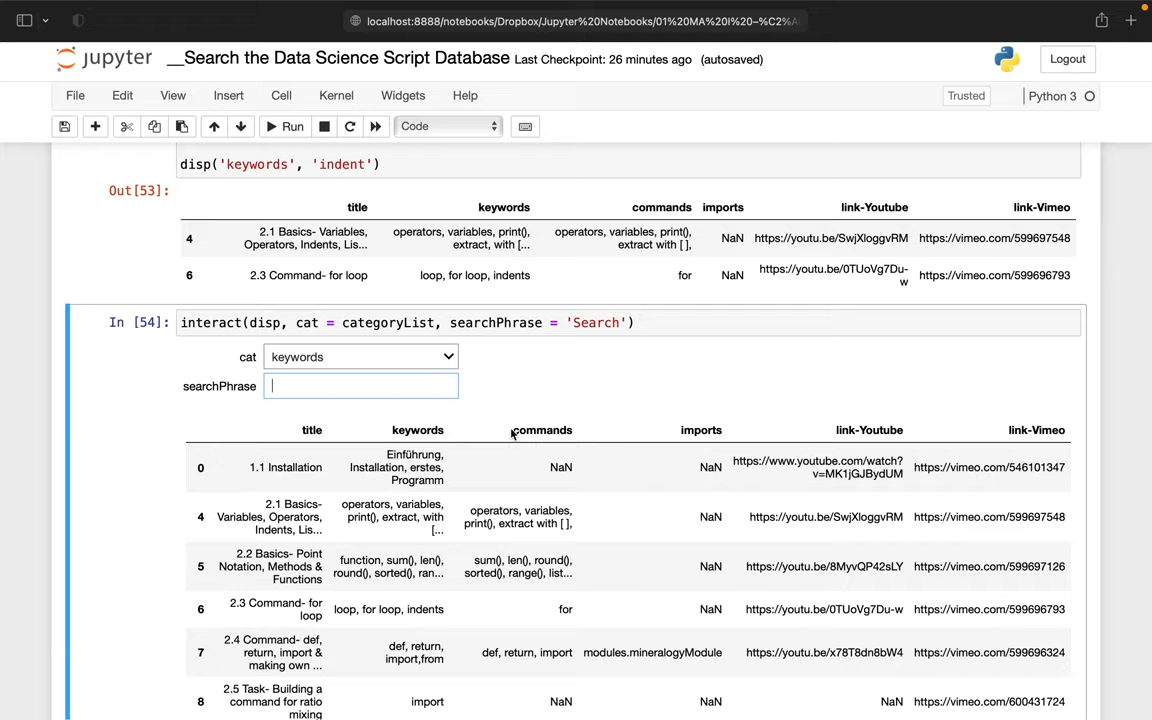 localhost:8888/notebooks/Dropbox/Jupyter%20Notebooks/01%20MA%20I%20–%C2%A
jupyter __Search the Data Science Script Database Last Checkpoint: 26 minutes ago (autosaved) Logout
File Edit View Insert Cell Kernel Widgets Help Trusted Python 3
Run Code
disp('keywords', 'indent')
Out[53]:
title keywords commands imports link-Youtube link-Vimeo
4 2.1 Basics- Variables, Operators, Indents, Lis... operators, variables, print(), extract, with [... operators, variables, print(), extract with [ ], NaN https://youtu.be/SwjXloggvRM https://vimeo.com/599697548
6 2.3 Command- for loop loop, for loop, indents for NaN https://youtu.be/0TUoVg7Du-w https://vimeo.com/599696793
In [54]: interact(disp, cat = categoryList, searchPhrase = 'Search')
cat keywords
searchPhrase
title keywords commands imports link-Youtube link-Vimeo
0 1.1 Installation Einführung, Installation, erstes, Programm NaN NaN https://www.youtube.com/watch?v=MK1jGJBydUM https://vimeo.com/546101347
4 2.1 Basics- Variables, Operators, Indents, Lis... operators, variables, print(), extract, with [... operators, variables, print(), extract with [ ], NaN https://youtu.be/SwjXloggvRM https://vimeo.com/599697548
5 2.2 Basics- Point Notation, Methods & Functions function, sum(), len(), round(), sorted(), ran... sum(), len(), round(), sorted(), range(), list... NaN https://youtu.be/8MyvQP42sLY https://vimeo.com/599697126
6 2.3 Command- for loop loop, for loop, indents for NaN https://youtu.be/0TUoVg7Du-w https://vimeo.com/599696793
7 2.4 Command- def, return, import & making own ... def, return, import,from def, return, import modules.mineralogyModule https://youtu.be/x78T8dn8bW4 https://vimeo.com/599696324
8 2.5 Task- Building a command for ratio mixing import NaN NaN NaN https://vimeo.com/600431724